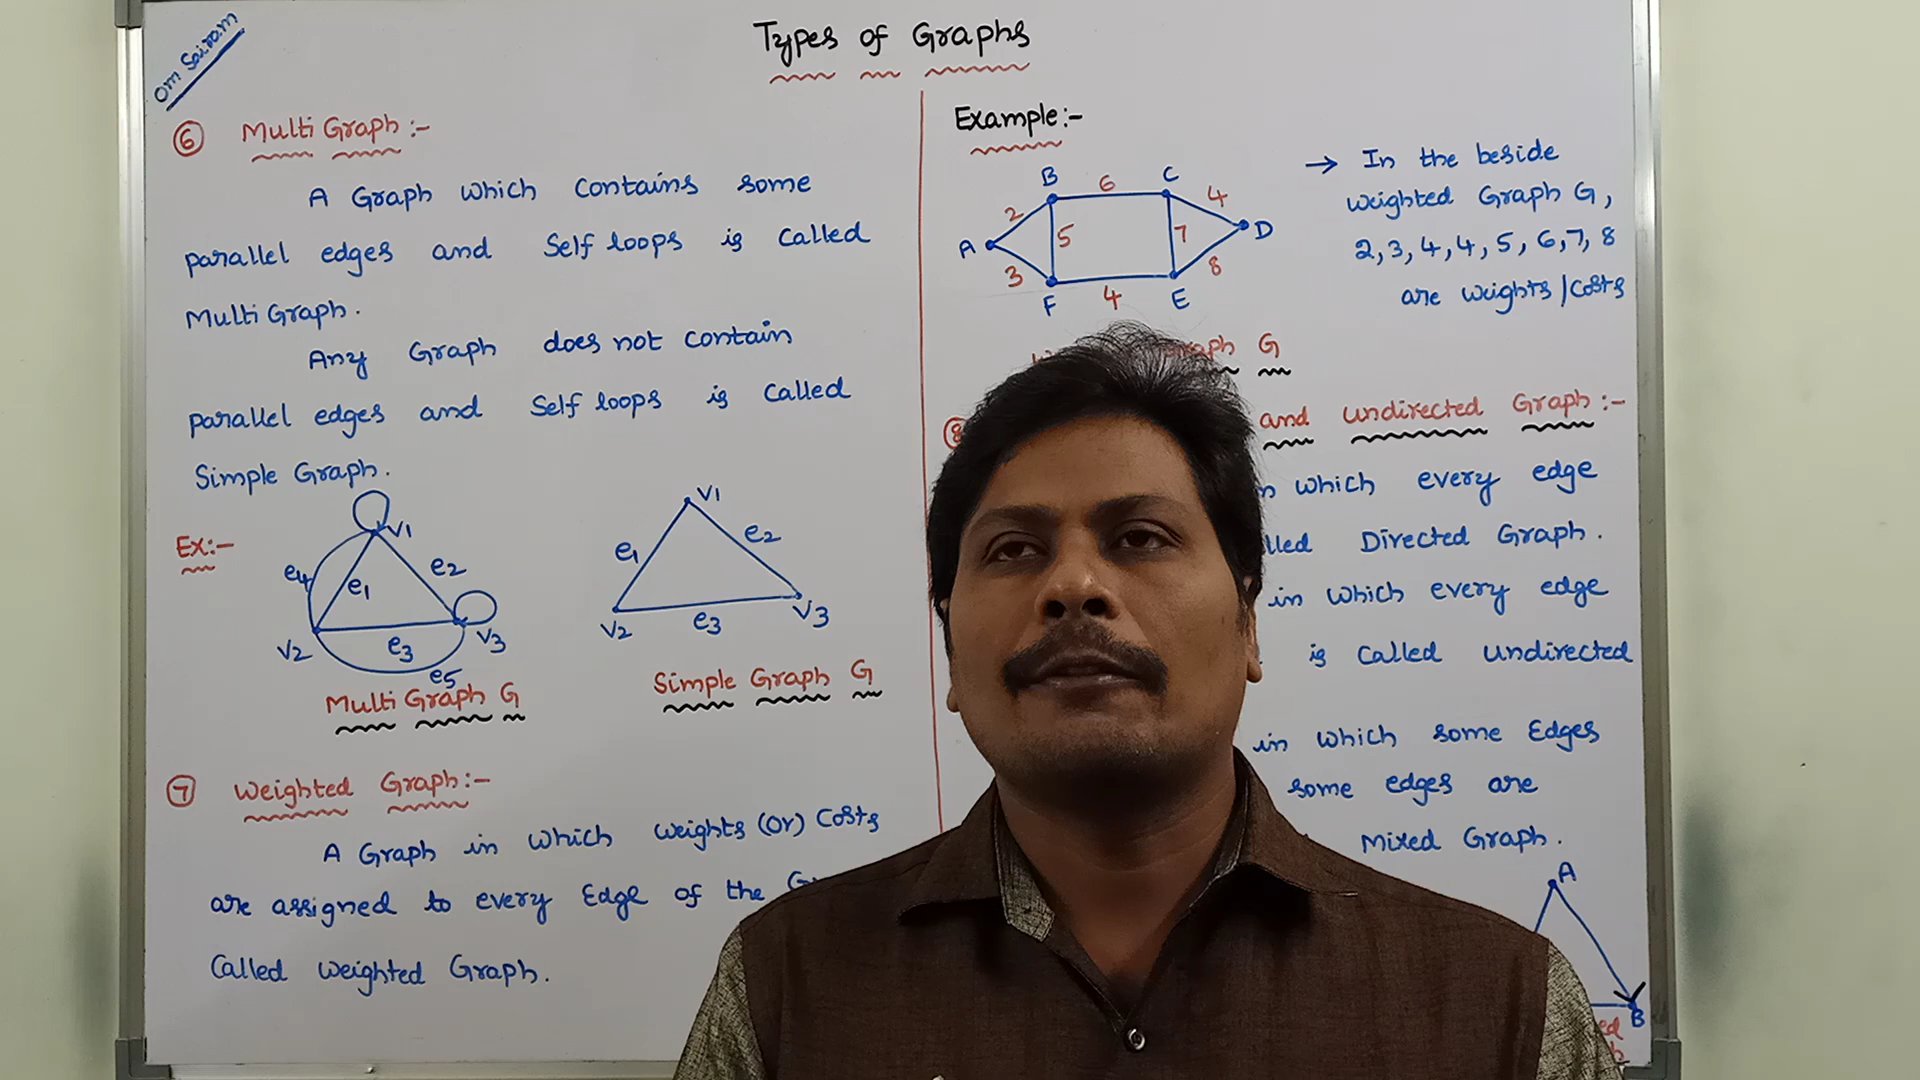 Om Sairam
Types of Graphs
6 Multi Graph:-
A Graph which contains some
parallel edges and Self loops is called
Multi Graph.
Any Graph does not contain
parallel edges and Self loops is called
Simple Graph.
Ex:-
V1
e4
e1
e2
V2
e3
V3
e5
Multi Graph G
V1
e1
e2
V2
e3
V3
Simple Graph G
7 Weighted Graph:-
A Graph in which weights (Or) Costs
are assigned to every Edge of the
Called Weighted Graph.
Example:-
B 6 C
2 4
A 5 7 D
3 8
F 4 E
→ In the beside
weighted Graph G,
2, 3, 4, 4, 5, 6, 7, 8
are weights/Costs
G
8 and undirected Graph:-
which every edge
Directed Graph.
in which every edge
is called undirected
in which some Edges
some edges are
Mixed Graph.
A
B